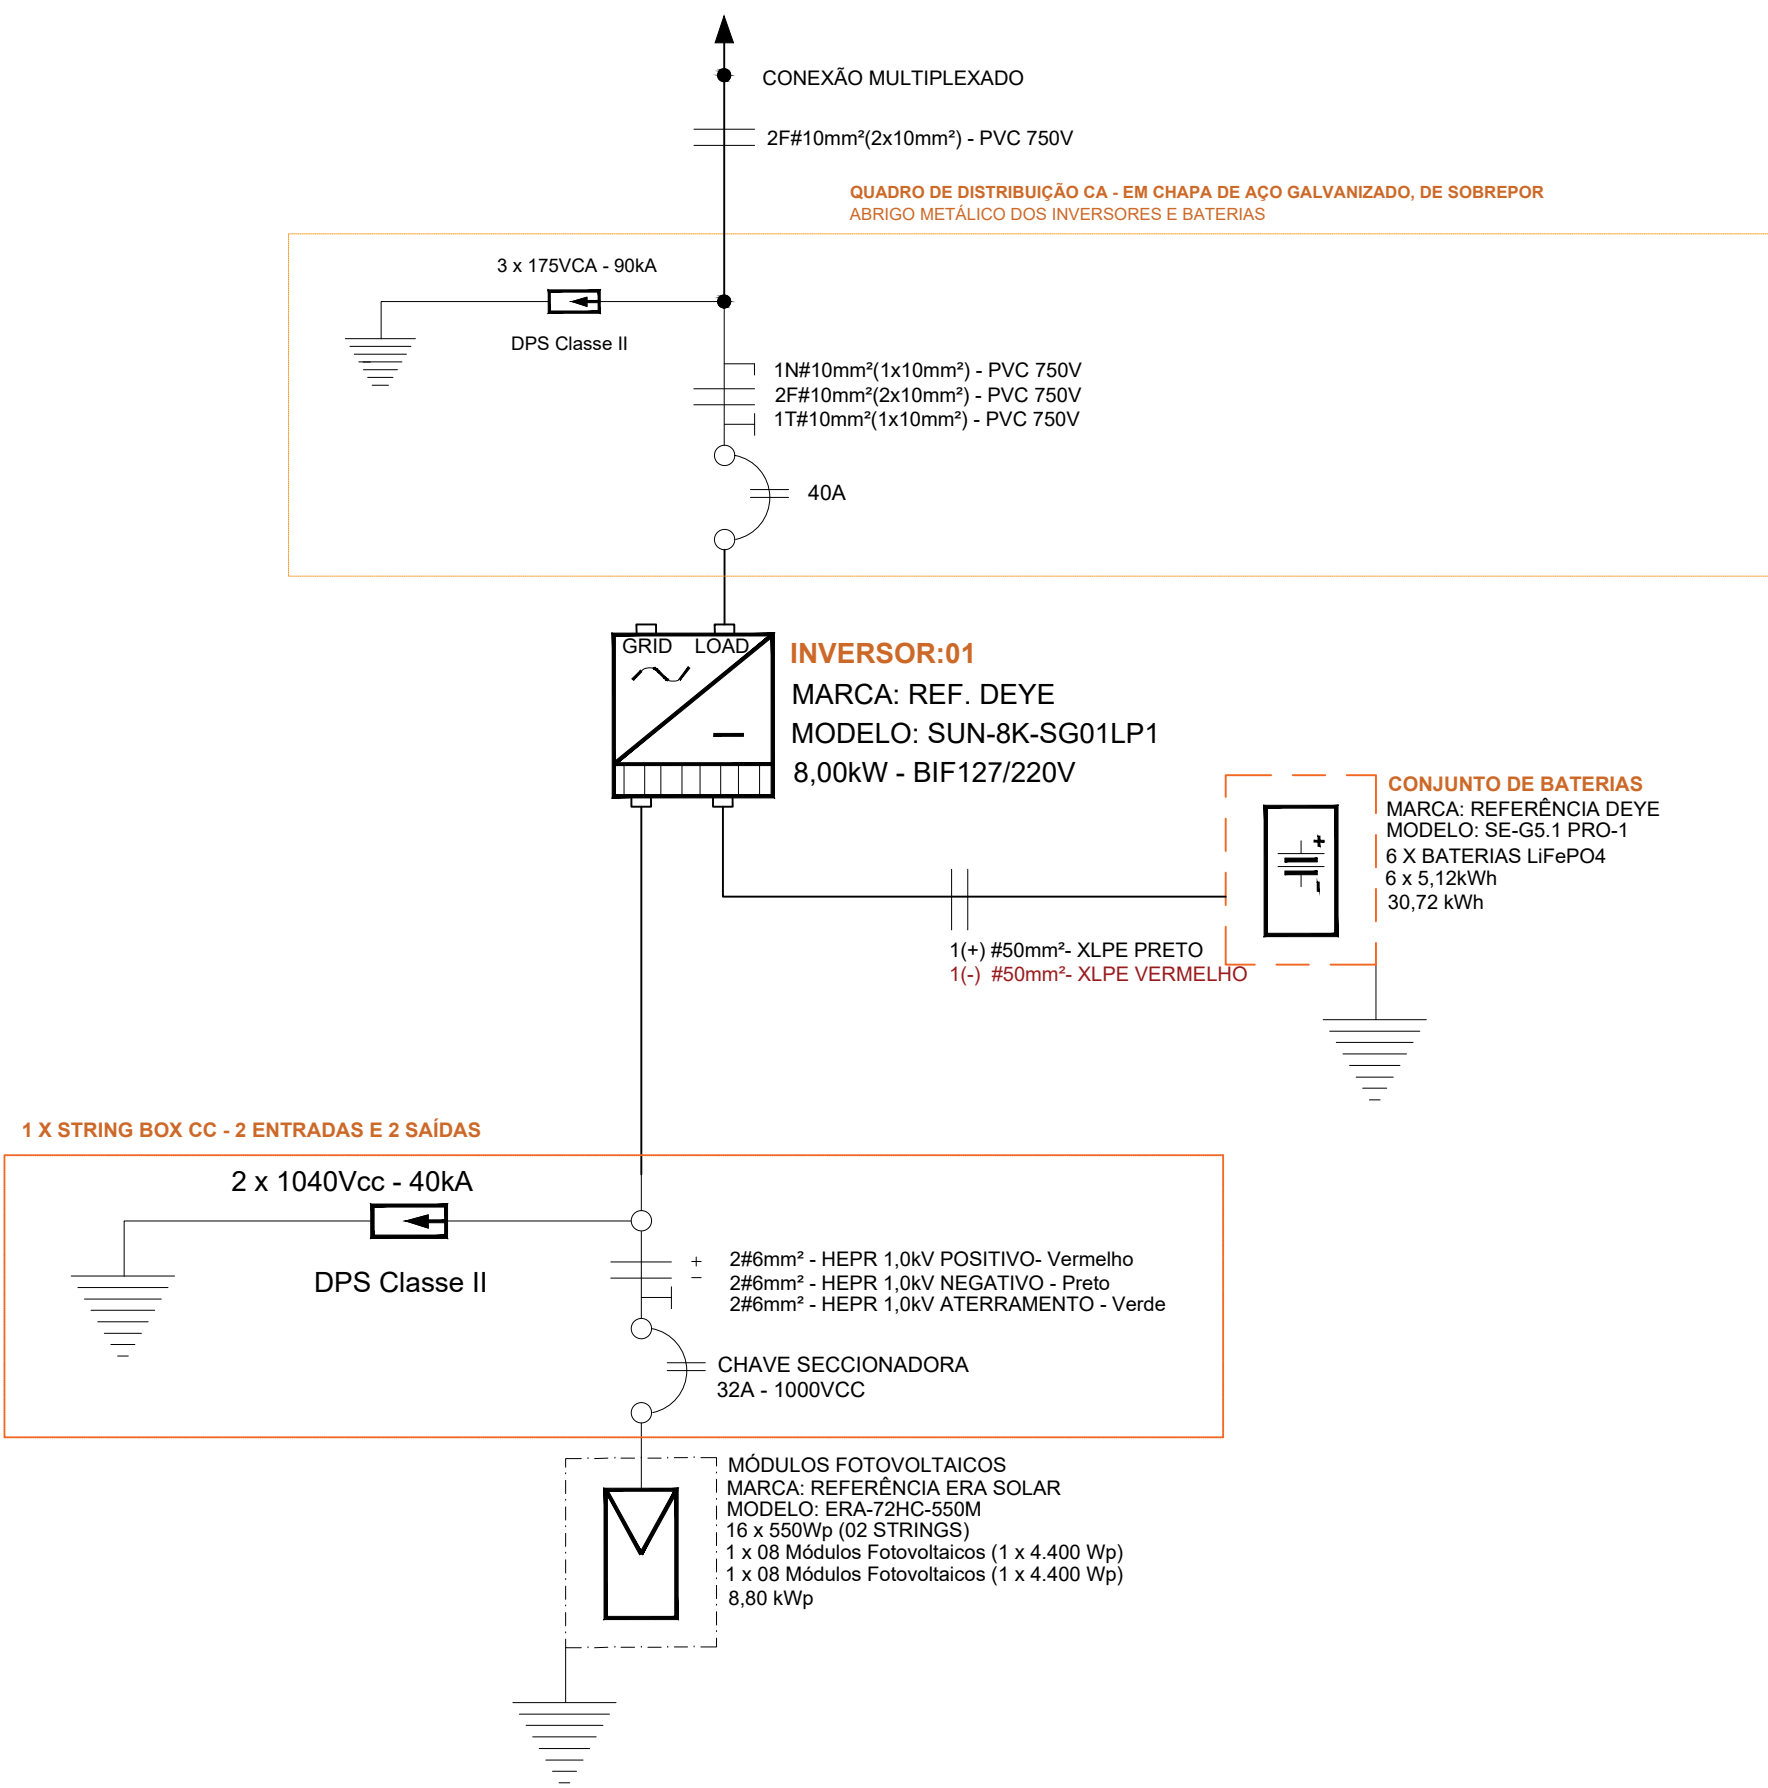 CONEXÃO MULTIPLEXADO
2F#10mm²(2x10mm²) - PVC 750V
QUADRO DE DISTRIBUIÇÃO CA - EM CHAPA DE AÇO GALVANIZADO, DE SOBREPOR
ABRIGO METÁLICO DOS INVERSORES E BATERIAS
3 x 175VCA - 90kA
DPS Classe II
1N#10mm²(1x10mm²) - PVC 750V
2F#10mm²(2x10mm²) - PVC 750V
1T#10mm²(1x10mm²) - PVC 750V
40A
GRID LOAD
INVERSOR:01
MARCA: REF. DEYE
MODELO: SUN-8K-SG01LP1
8,00kW - BIF127/220V
CONJUNTO DE BATERIAS
MARCA: REFERÊNCIA DEYE
MODELO: SE-G5.1 PRO-1
6 X BATERIAS LiFePO4
6 x 5,12kWh
30,72 kWh
+
-
1(+) #50mm²- XLPE PRETO
1(-) #50mm²- XLPE VERMELHO
1 X STRING BOX CC - 2 ENTRADAS E 2 SAÍDAS
2 x 1040Vcc - 40kA
DPS Classe II
+ 2#6mm² - HEPR 1,0kV POSITIVO- Vermelho
- 2#6mm² - HEPR 1,0kV NEGATIVO - Preto
2#6mm² - HEPR 1,0kV ATERRAMENTO - Verde
CHAVE SECCIONADORA
32A - 1000VCC
MÓDULOS FOTOVOLTAICOS
MARCA: REFERÊNCIA ERA SOLAR
MODELO: ERA-72HC-550M
16 x 550Wp (02 STRINGS)
1 x 08 Módulos Fotovoltaicos (1 x 4.400 Wp)
1 x 08 Módulos Fotovoltaicos (1 x 4.400 Wp)
8,80 kWp